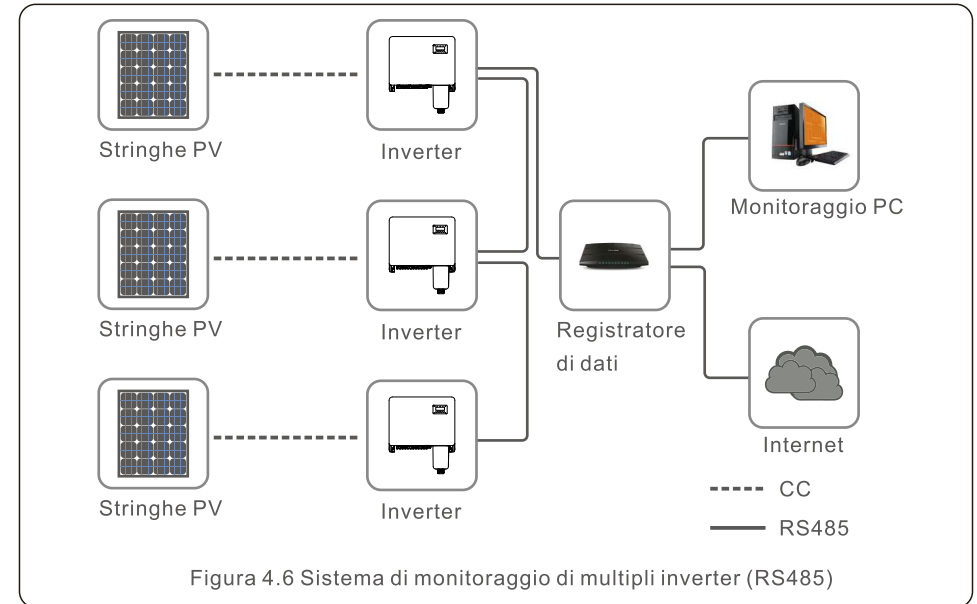 Stringhe PV
Inverter
Monitoraggio PC
Stringhe PV
Inverter
Registratore
di dati
Internet
Stringhe PV
Inverter
CC
RS485
Figura 4.6 Sistema di monitoraggio di multipli inverter (RS485)